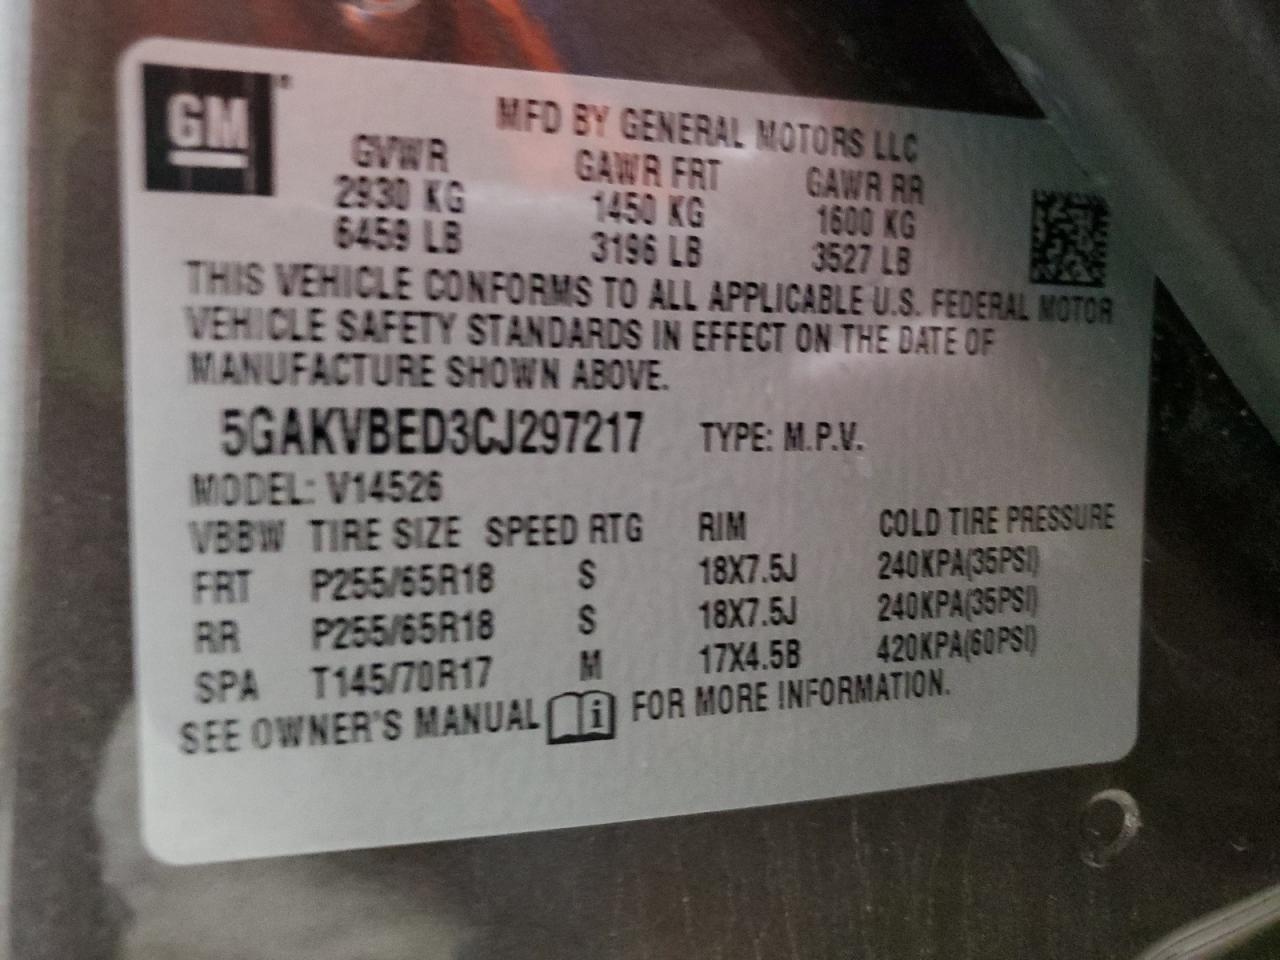 GM
MFD BY GENERAL MOTORS LLC
GVWR GAWR FRT GAWR RR
2930 KG 1450 KG 1600 KG
6459 LB 3196 LB 3527 LB
THIS VEHICLE CONFORMS TO ALL APPLICABLE U.S. FEDERAL MOTOR
VEHICLE SAFETY STANDARDS IN EFFECT ON THE DATE OF
MANUFACTURE SHOWN ABOVE.
5GAKVBED3CJ297217 TYPE: M.P.V.
MODEL: V14526
VBBW TIRE SIZE SPEED RTG RIM COLD TIRE PRESSURE
FRT P255/65R18 S 18X7.5J 240KPA(35PSI)
RR P255/65R18 S 18X7.5J 240KPA(35PSI)
SPA T145/70R17 M 17X4.5B 420KPA(60PSI)
SEE OWNER'S MANUAL i FOR MORE INFORMATION.